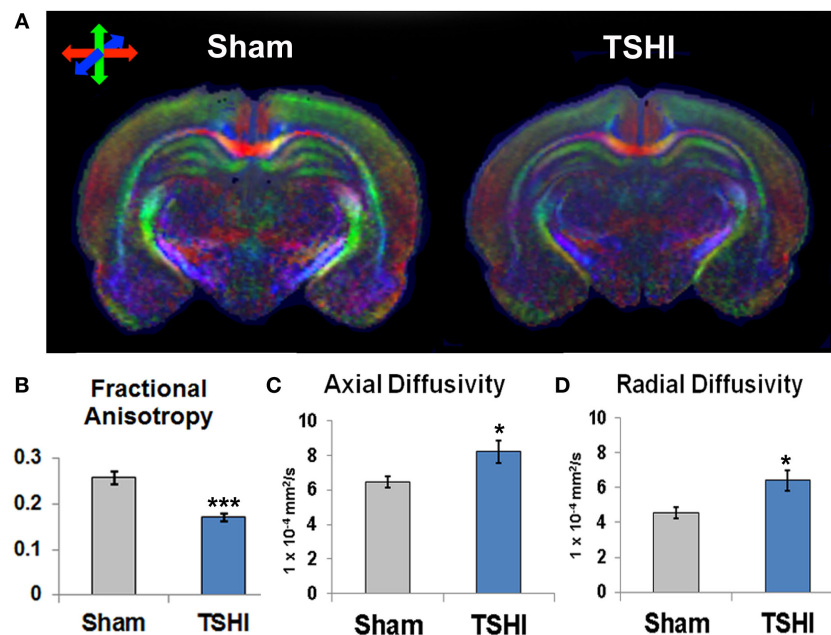 A
Sham
TSHI
B
Fractional
Anisotropy
0.3
0.2
0.1
0
***
Sham
TSHI
C
Axial Diffusivity
1 x 10⁻⁴ mm²/s
10
8
6
4
2
0
*
Sham
TSHI
D
Radial Diffusivity
1 x 10⁻⁴ mm²/s
10
8
6
4
2
0
*
Sham
TSHI